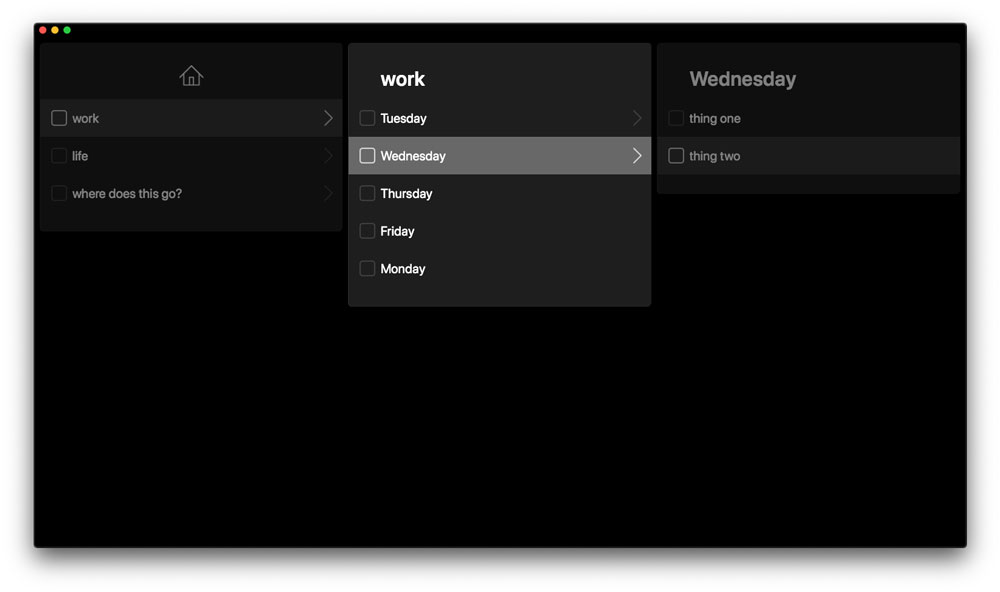 work
life
where does this go?
work
Tuesday
Wednesday
Thursday
Friday
Monday
Wednesday
thing one
thing two